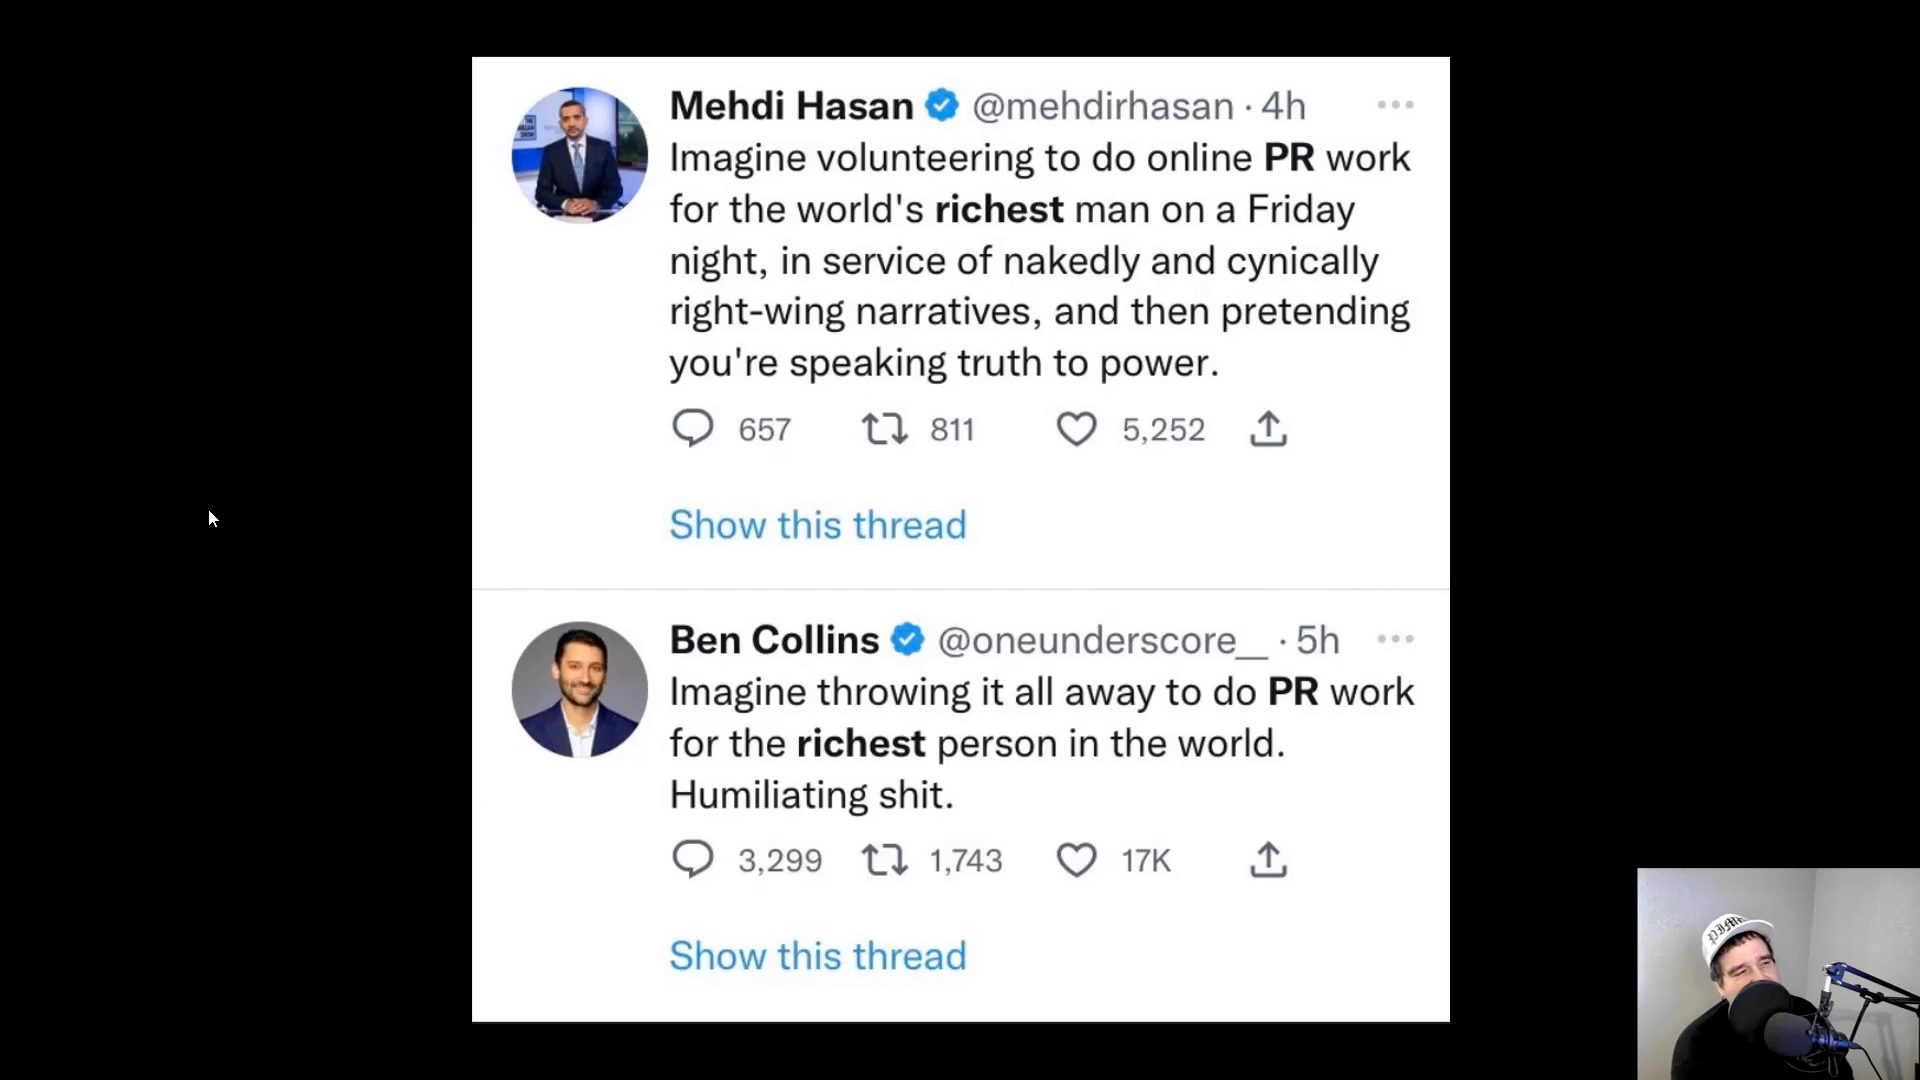 Mehdi Hasan @mehdirhasan · 4h
Imagine volunteering to do online PR work
for the world's richest man on a Friday
night, in service of nakedly and cynically
right-wing narratives, and then pretending
you're speaking truth to power.
657 811 5,252
Show this thread
Ben Collins @oneunderscore__ · 5h
Imagine throwing it all away to do PR work
for the richest person in the world.
Humiliating shit.
3,299 1,743 17K
Show this thread